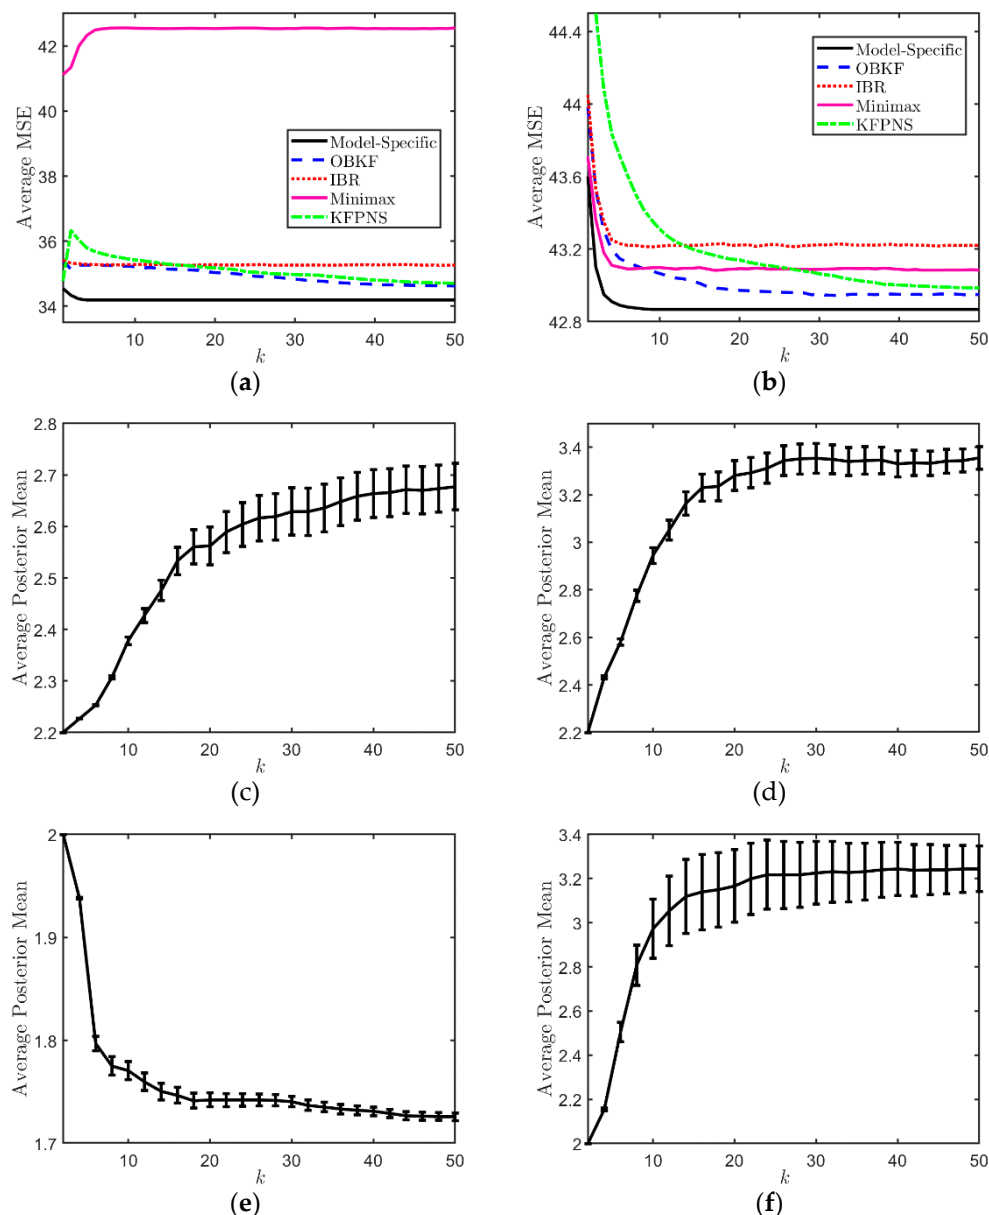 42
40
38
36
34
Average MSE
Model-Specific
OBKF
IBR
Minimax
KFPNS
10 20 30 40 50
k
(a)
44.4
44
43.6
43.2
42.8
Average MSE
Model-Specific
OBKF
IBR
Minimax
KFPNS
10 20 30 40 50
k
(b)
2.8
2.7
2.6
2.5
2.4
2.3
2.2
Average Posterior Mean
10 20 30 40 50
k
(c)
3.4
3.2
3
2.8
2.6
2.4
2.2
Average Posterior Mean
10 20 30 40 50
k
(d)
2
1.9
1.8
1.7
Average Posterior Mean
10 20 30 40 50
k
(e)
3.4
3.2
3
2.8
2.6
2.4
2.2
2
Average Posterior Mean
10 20 30 40 50
k
(f)